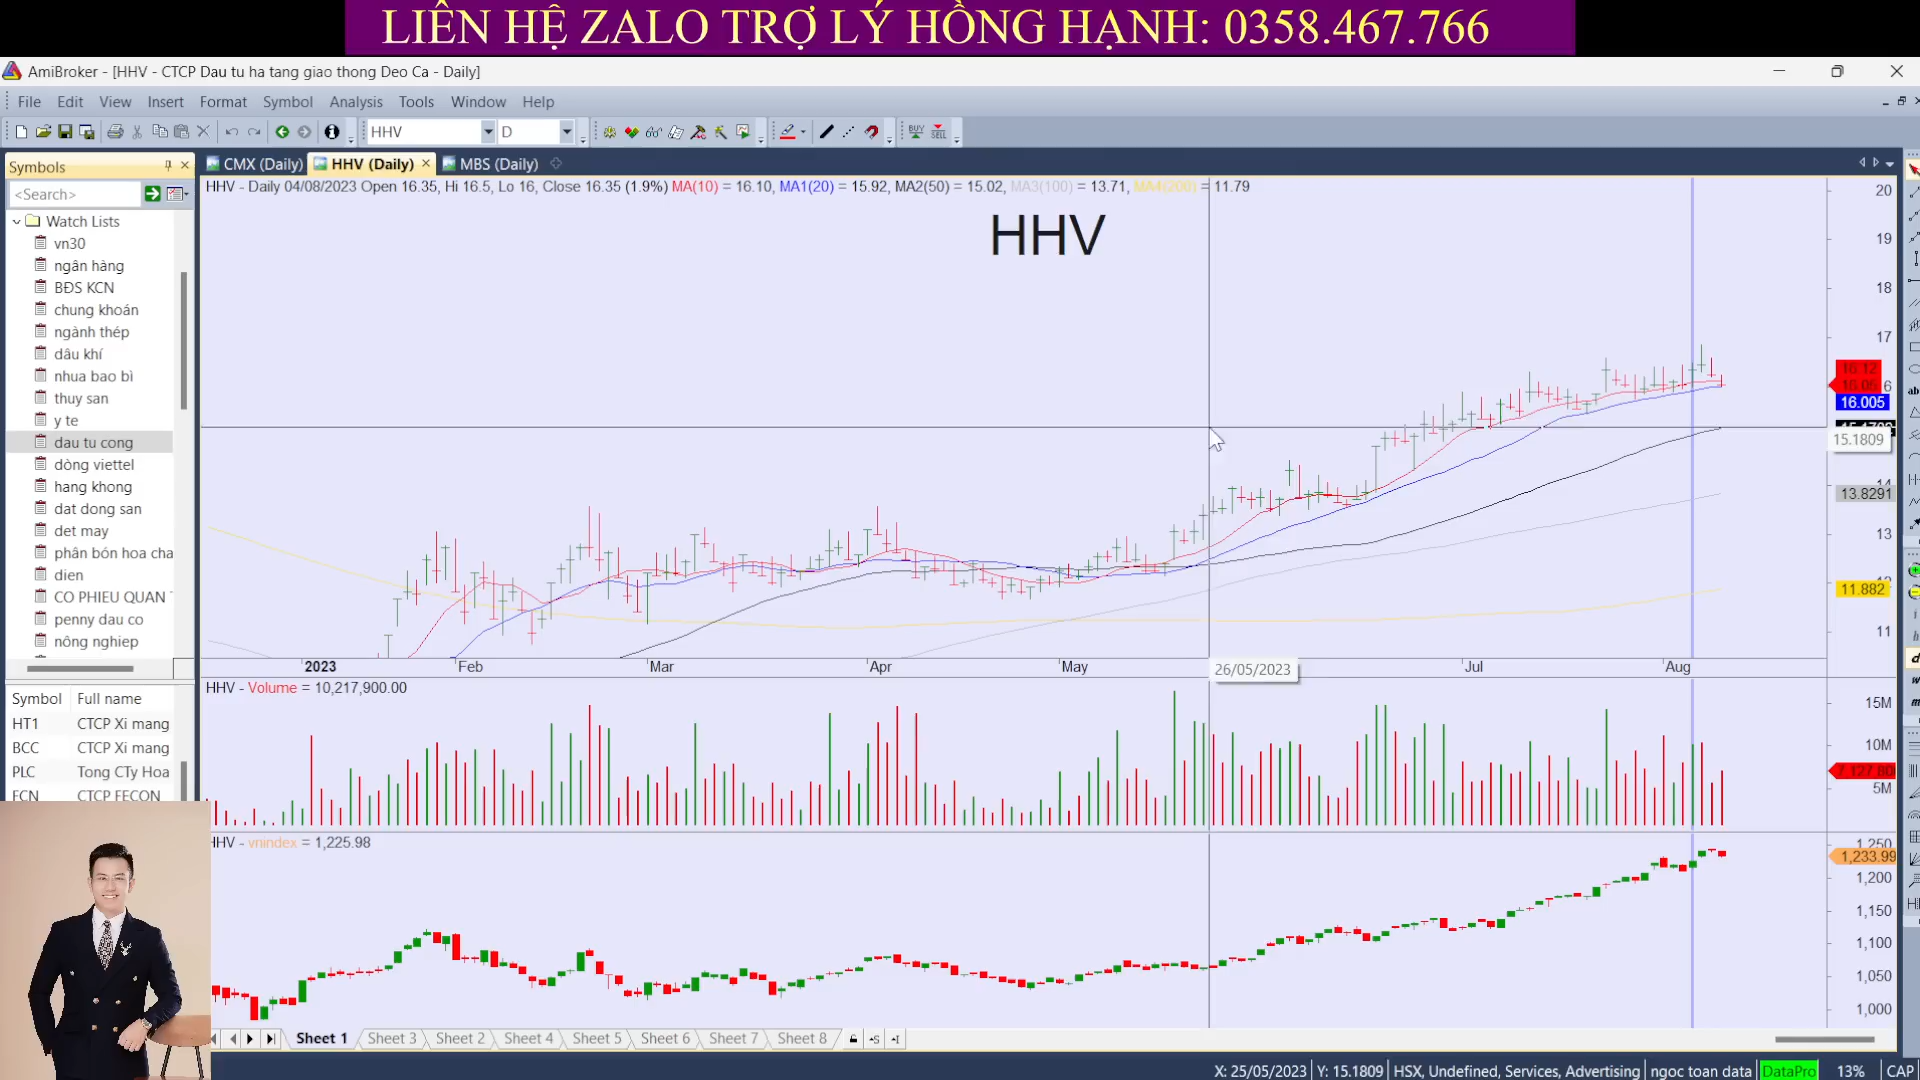 LIÊN HỆ ZALO TRỢ LÝ HỒNG HẠNH: 0358.467.766
AmiBroker - [HHV - CTCP Dau tu ha tang giao thong Deo Ca - Daily]
File Edit View Insert Format Symbol Analysis Tools Window Help
HHV D BUY SELL
Symbols
CMX (Daily) HHV (Daily) MBS (Daily)
<Search>
HHV - Daily 04/08/2023 Open 16.35, Hi 16.5, Lo 16, Close 16.35 (1.9%) MA(10) = 16.10, MA1(20) = 15.92, MA2(50) = 15.02, MA3(100) = 13.71, MA4(200) = 11.79
HHV
Watch Lists
vn30
ngân hàng
BĐS KCN
chung khoán
ngành thép
dâu khí
nhua bao bì
thuy san
y te
dau tu cong
dòng viettel
hang khong
dat dong san
det may
phân bón hoa cha
dien
CO PHIEU QUAN
penny dau co
nông nghiep
20
19
18
17
16.12
16.06
16.005
15.1809
14
13.8291
13
11.882
11
2023 Feb Mar Apr May 26/05/2023 Jul Aug
HHV - Volume = 10,217,900.00
15M
10M
5M
Symbol Full name
HT1 CTCP Xi mang
BCC CTCP Xi mang
PLC Tong CTy Hoa
FCN CTCP FECON
HHV - vnindex = 1,225.98
1,250
1,233.99
1,200
1,150
1,100
1,050
1,000
Sheet 1 Sheet 3 Sheet 2 Sheet 4 Sheet 5 Sheet 6 Sheet 7 Sheet 8
X: 25/05/2023 Y: 15.1809 HSX, Undefined, Services, Advertising ngoc toan data DataPro 13% CAP